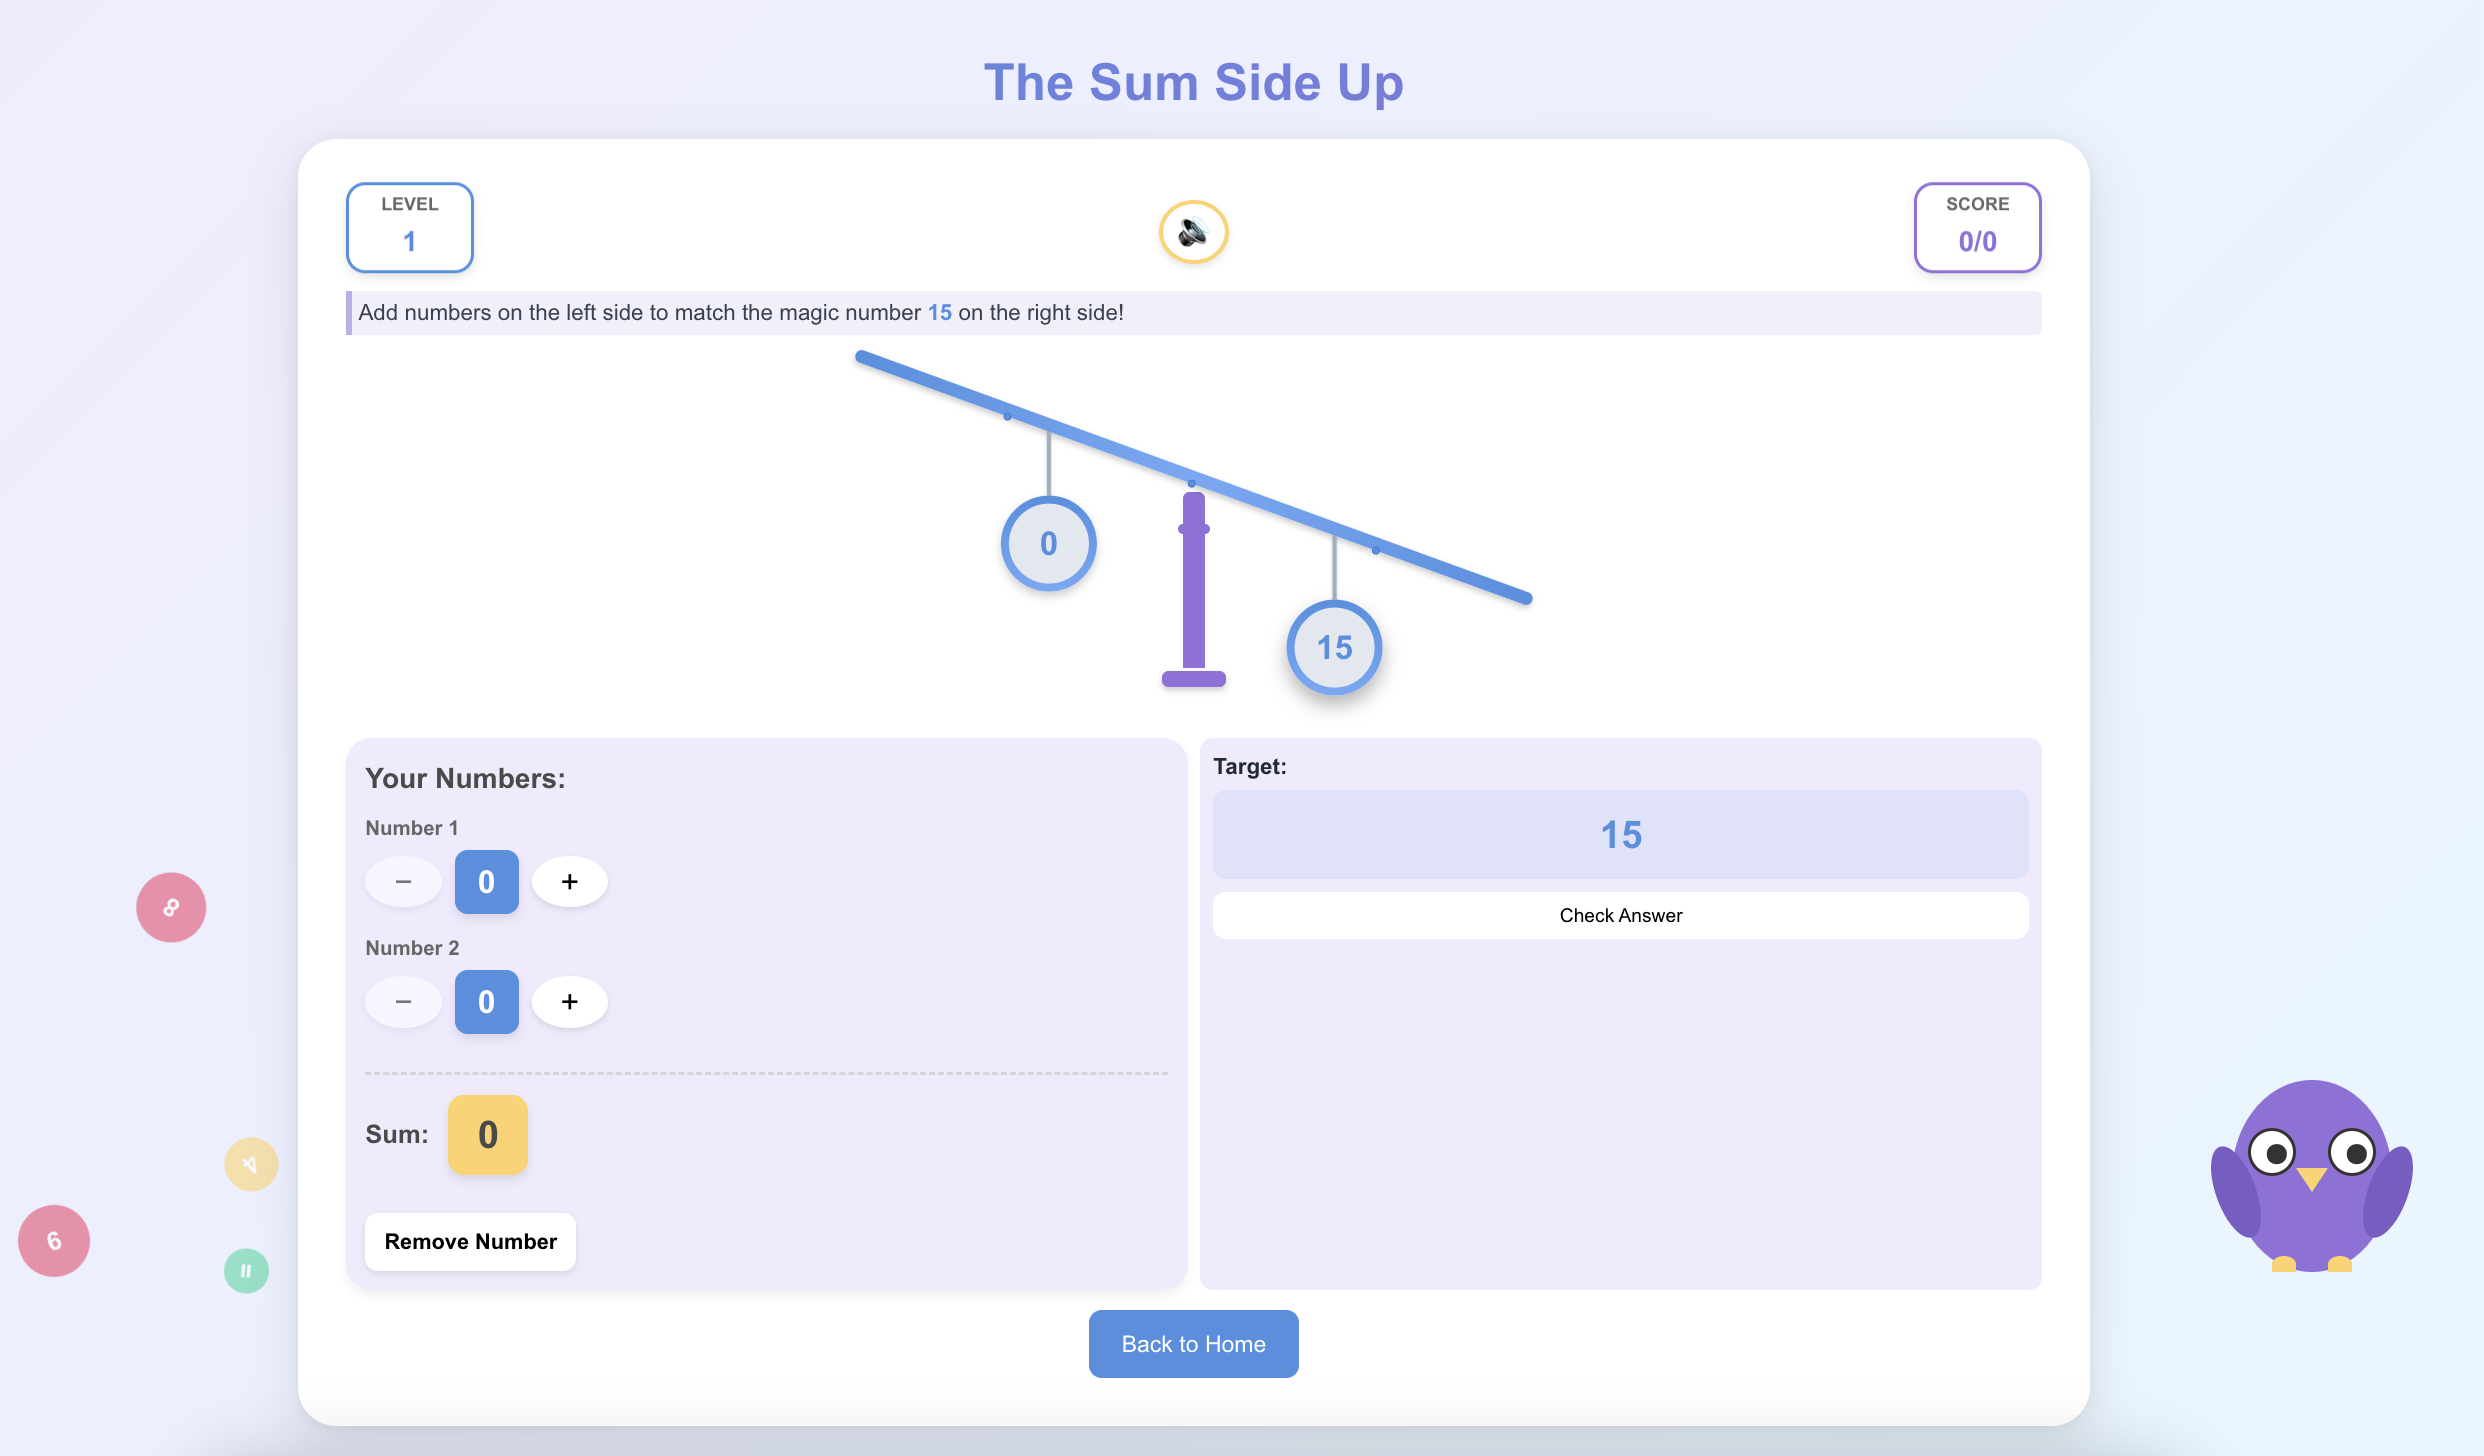 The Sum Side Up
LEVEL
1
SCORE
0/0
Add numbers on the left side to match the magic number 15 on the right side!
0
15
Your Numbers:
Number 1
− 0 +
Number 2
− 0 +
Sum: 0
Remove Number
Target:
15
Check Answer
Back to Home
8
4
6
=